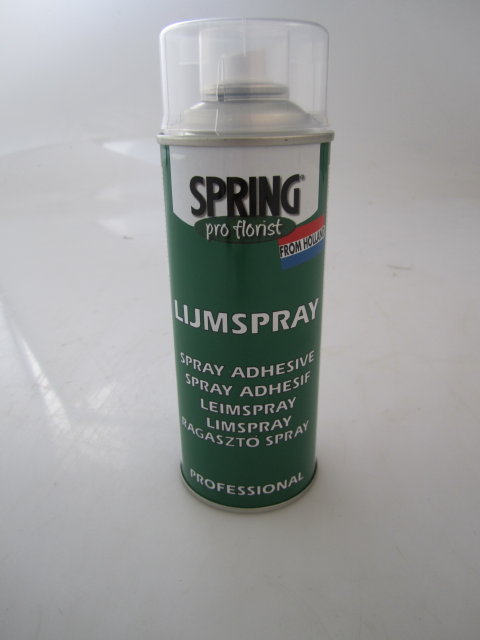 SPRING®
pro florist
FROM HOLLAND
LIJMSPRAY
SPRAY ADHESIVE
SPRAY ADHESIF
LEIMSPRAY
LIMSPRAY
RAGASZTÓ SPRAY
PROFESSIONAL